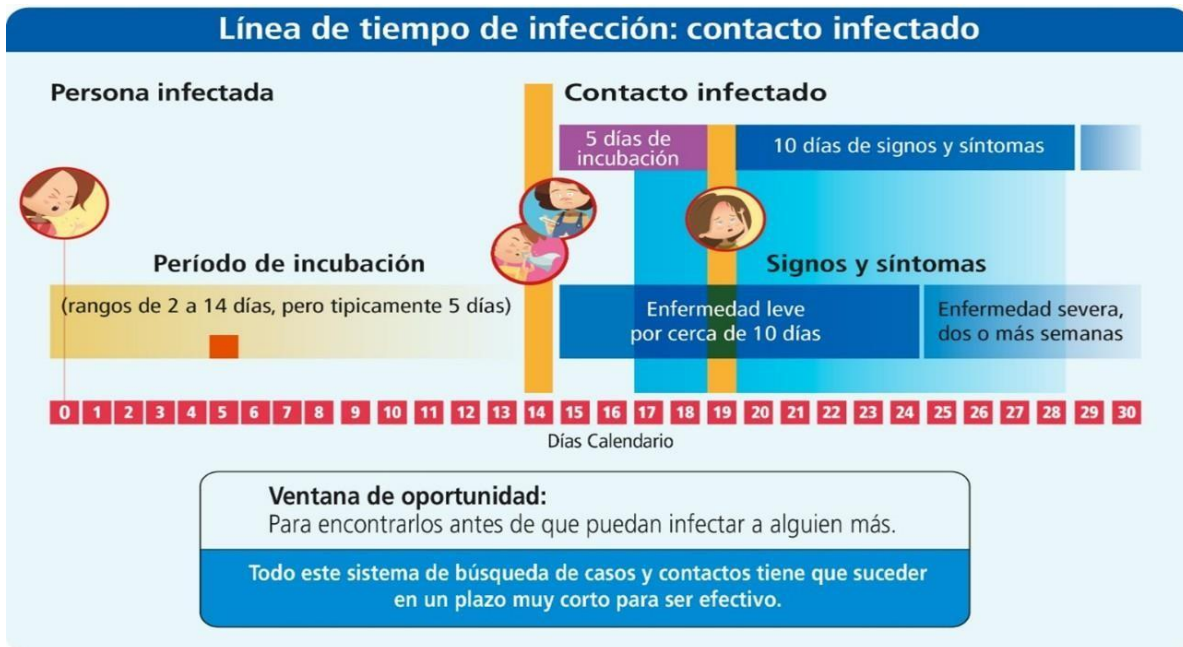 Línea de tiempo de infección: contacto infectado
Persona infectada
Contacto infectado
5 días de
incubación
10 días de signos y síntomas
Período de incubación
(rangos de 2 a 14 días, pero tipicamente 5 días)
Signos y síntomas
Enfermedad leve
por cerca de 10 días
Enfermedad severa,
dos o más semanas
0 1 2 3 4 5 6 7 8 9 10 11 12 13 14 15 16 17 18 19 20 21 22 23 24 25 26 27 28 29 30
Días Calendario
Ventana de oportunidad:
Para encontrarlos antes de que puedan infectar a alguien más.
Todo este sistema de búsqueda de casos y contactos tiene que suceder
en un plazo muy corto para ser efectivo.